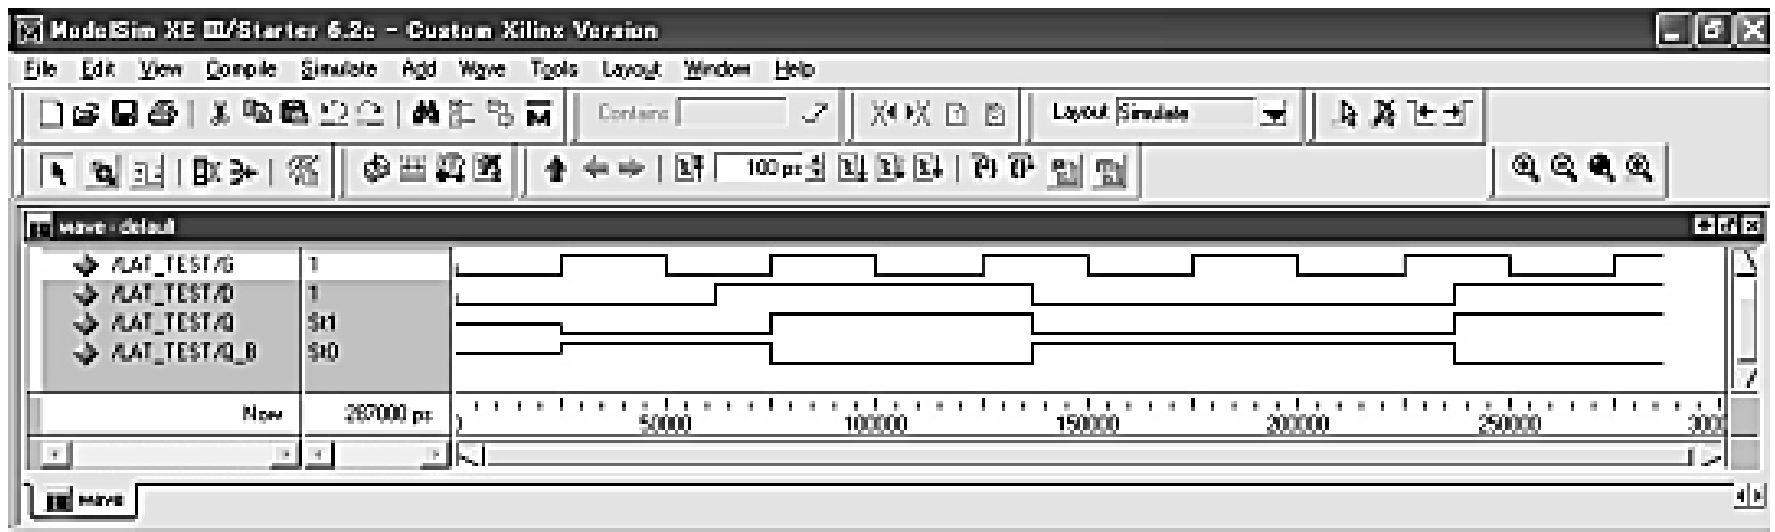 ModelSim XE III/Starter 6.2c - Custom Xilinx Version
File Edit View Compile Simulate Add Wave Tools Layout Window Help
Contains Layout Simulate
100 ps
wave - default
/LAT_TEST/G 1
/LAT_TEST/D 1
/LAT_TEST/Q St1
/LAT_TEST/Q_B St0
Now 287000 ps 50000 100000 150000 200000 250000
wave